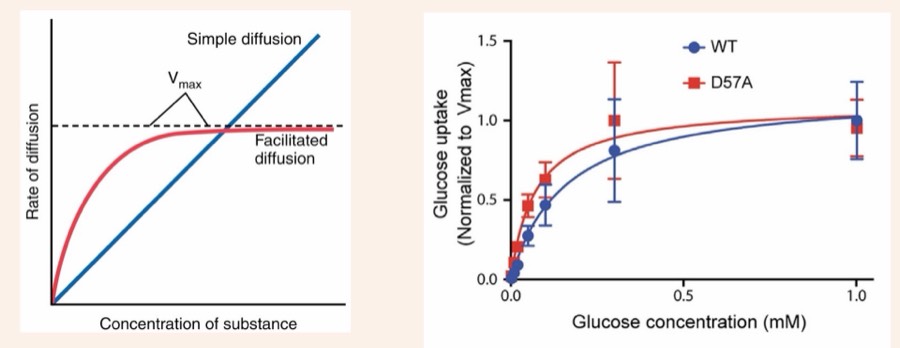 Simple diffusion
Vmax
Facilitated
diffusion
Rate of diffusion
Concentration of substance
Glucose uptake
(Normalized to Vmax)
1.5
1.0
0.5
0.0
WT
D57A
0.0
0.5
1.0
Glucose concentration (mM)